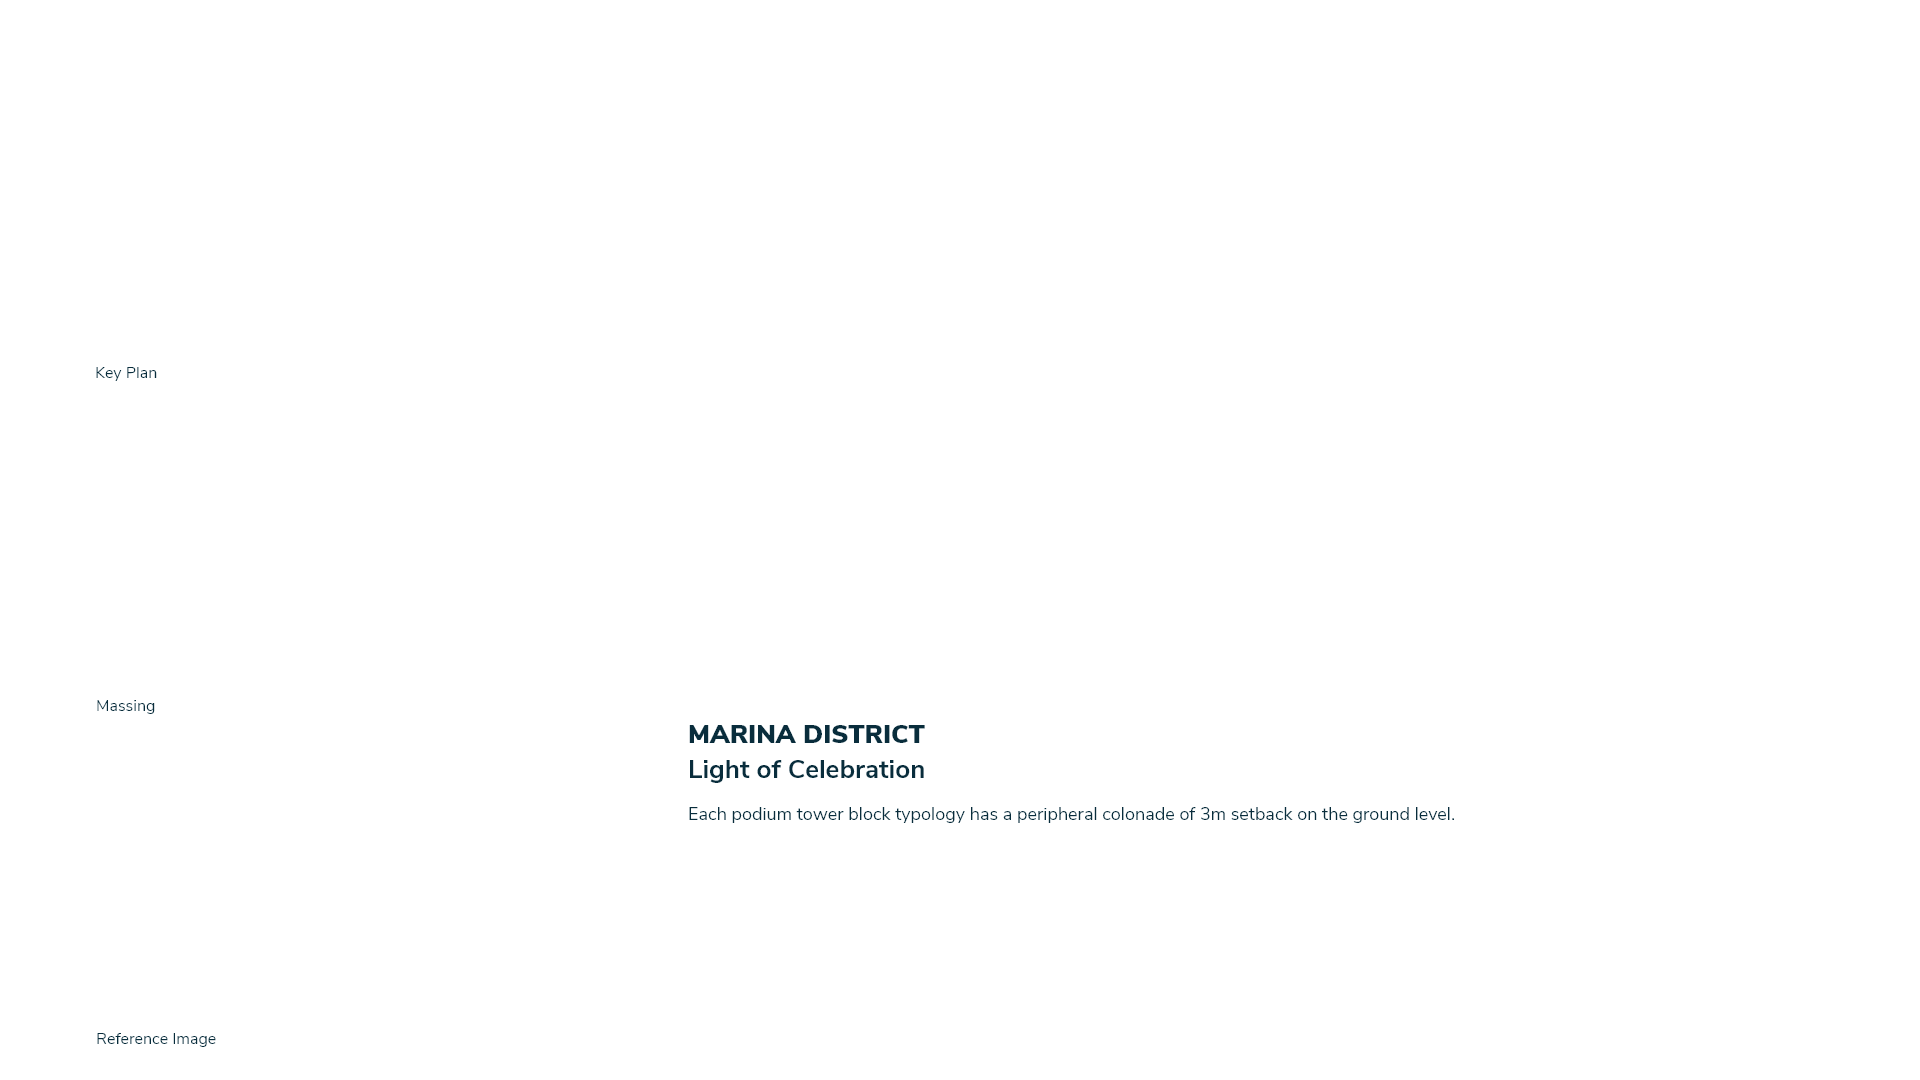 Key Plan
Massing
MARINA DISTRICT
Light of Celebration
Each podium tower block typology has a peripheral colonade of 3m setback on the ground level.
Reference Image